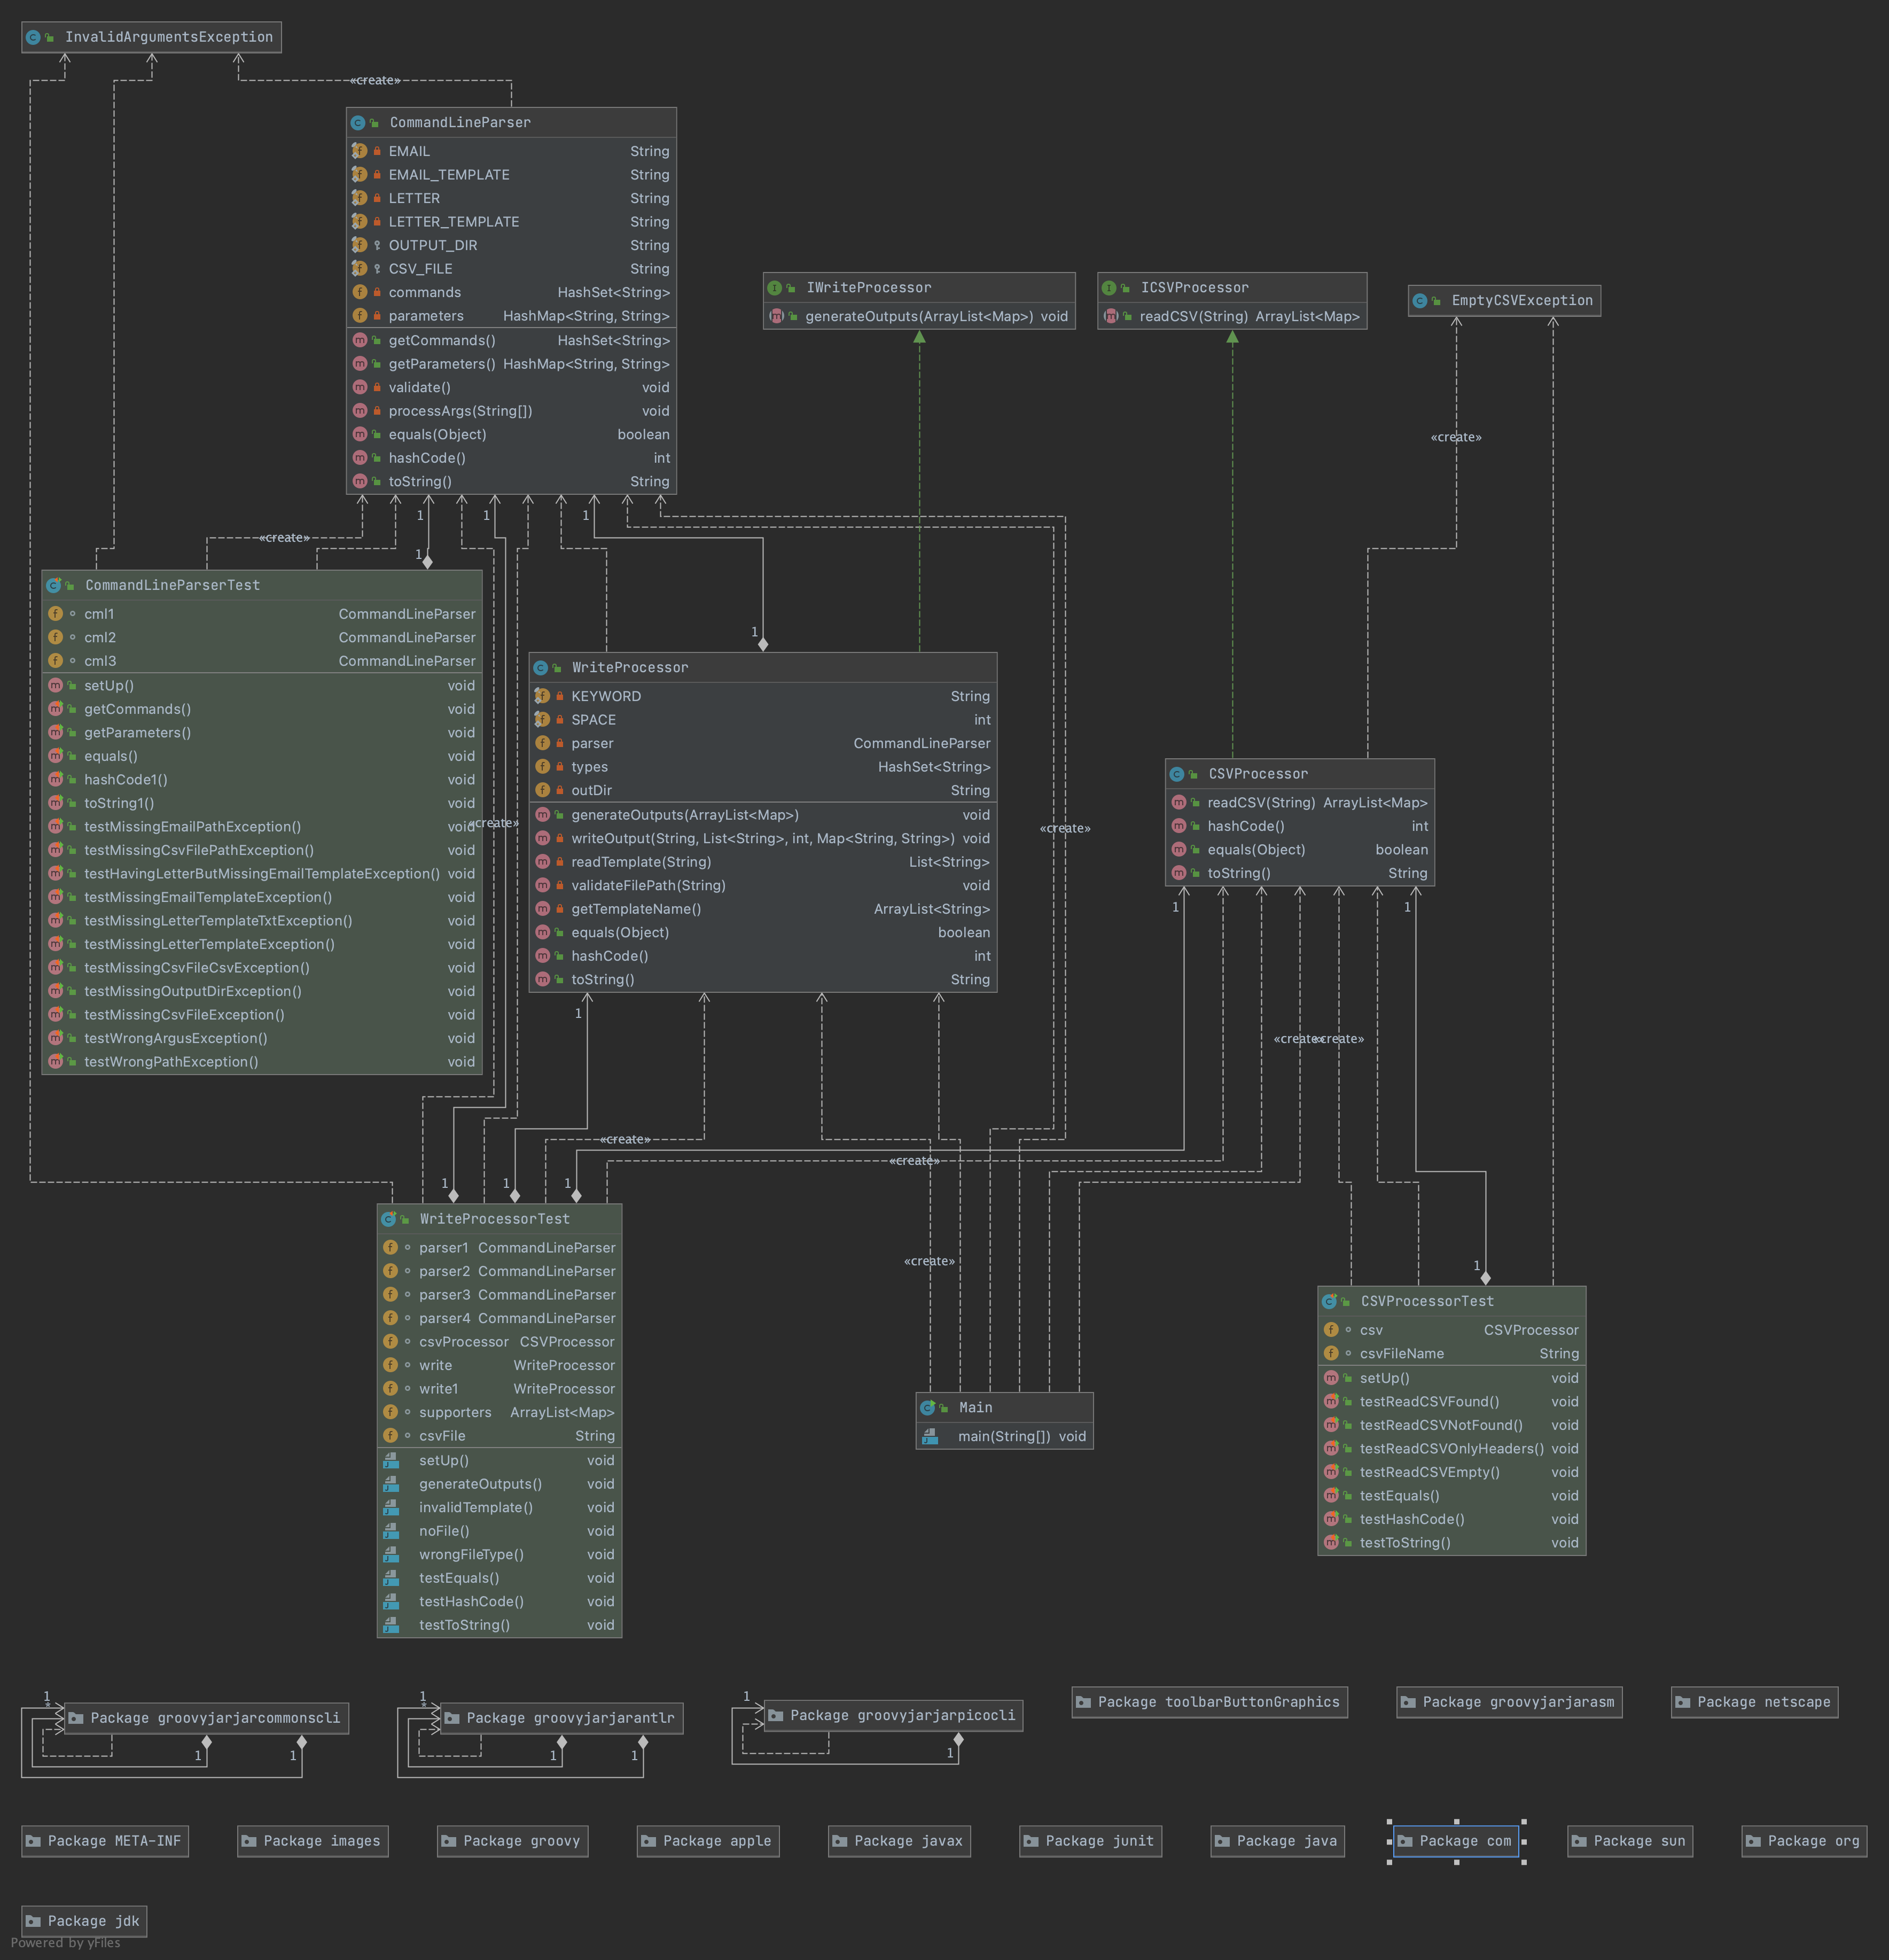 InvalidArgumentsException
«create»
CommandLineParser
EMAIL String
EMAIL_TEMPLATE String
LETTER String
LETTER_TEMPLATE String
OUTPUT_DIR String
CSV_FILE String
commands HashSet<String>
parameters HashMap<String, String>
getCommands() HashSet<String>
getParameters() HashMap<String, String>
validate() void
processArgs(String[]) void
equals(Object) boolean
hashCode() int
toString() String
IWriteProcessor
generateOutputs(ArrayList<Map>) void
ICSVProcessor
readCSV(String) ArrayList<Map>
EmptyCSVException
«create»
1 1 1
«create»
1
CommandLineParserTest
cml1 CommandLineParser
cml2 CommandLineParser
cml3 CommandLineParser
setUp() void
getCommands() void
getParameters() void
equals() void
hashCode1() void
toString1() void
testMissingEmailPathException() void
testMissingCsvFilePathException() void
testHavingLetterButMissingEmailTemplateException() void
testMissingEmailTemplateException() void
testMissingLetterTemplateTxtException() void
testMissingLetterTemplateException() void
testMissingCsvFileCsvException() void
testMissingOutputDirException() void
testMissingCsvFileException() void
testWrongArgusException() void
testWrongPathException() void
«create»
1
WriteProcessor
KEYWORD String
SPACE int
parser CommandLineParser
types HashSet<String>
outDir String
generateOutputs(ArrayList<Map>) void
writeOutput(String, List<String>, int, Map<String, String>) void
readTemplate(String) List<String>
validateFilePath(String) void
getTemplateName() ArrayList<String>
equals(Object) boolean
hashCode() int
toString() String
«create»
CSVProcessor
readCSV(String) ArrayList<Map>
hashCode() int
equals(Object) boolean
toString() String
1 1
1
«create» «create»
«create»
«create»
1 1 1
WriteProcessorTest
parser1 CommandLineParser
parser2 CommandLineParser
parser3 CommandLineParser
parser4 CommandLineParser
csvProcessor CSVProcessor
write WriteProcessor
write1 WriteProcessor
supporters ArrayList<Map>
csvFile String
setUp() void
generateOutputs() void
invalidTemplate() void
noFile() void
wrongFileType() void
testEquals() void
testHashCode() void
testToString() void
«create»
Main
main(String[]) void
1
CSVProcessorTest
csv CSVProcessor
csvFileName String
setUp() void
testReadCSVFound() void
testReadCSVNotFound() void
testReadCSVOnlyHeaders() void
testReadCSVEmpty() void
testEquals() void
testHashCode() void
testToString() void
1
*
Package groovyjarjarcommonscli
1 1
1
*
Package groovyjarjarantlr
1 1
1
Package groovyjarjarpicocli
1
Package toolbarButtonGraphics
Package groovyjarjarasm
Package netscape
Package META-INF
Package images
Package groovy
Package apple
Package javax
Package junit
Package java
Package com
Package sun
Package org
Package jdk
Powered by yFiles